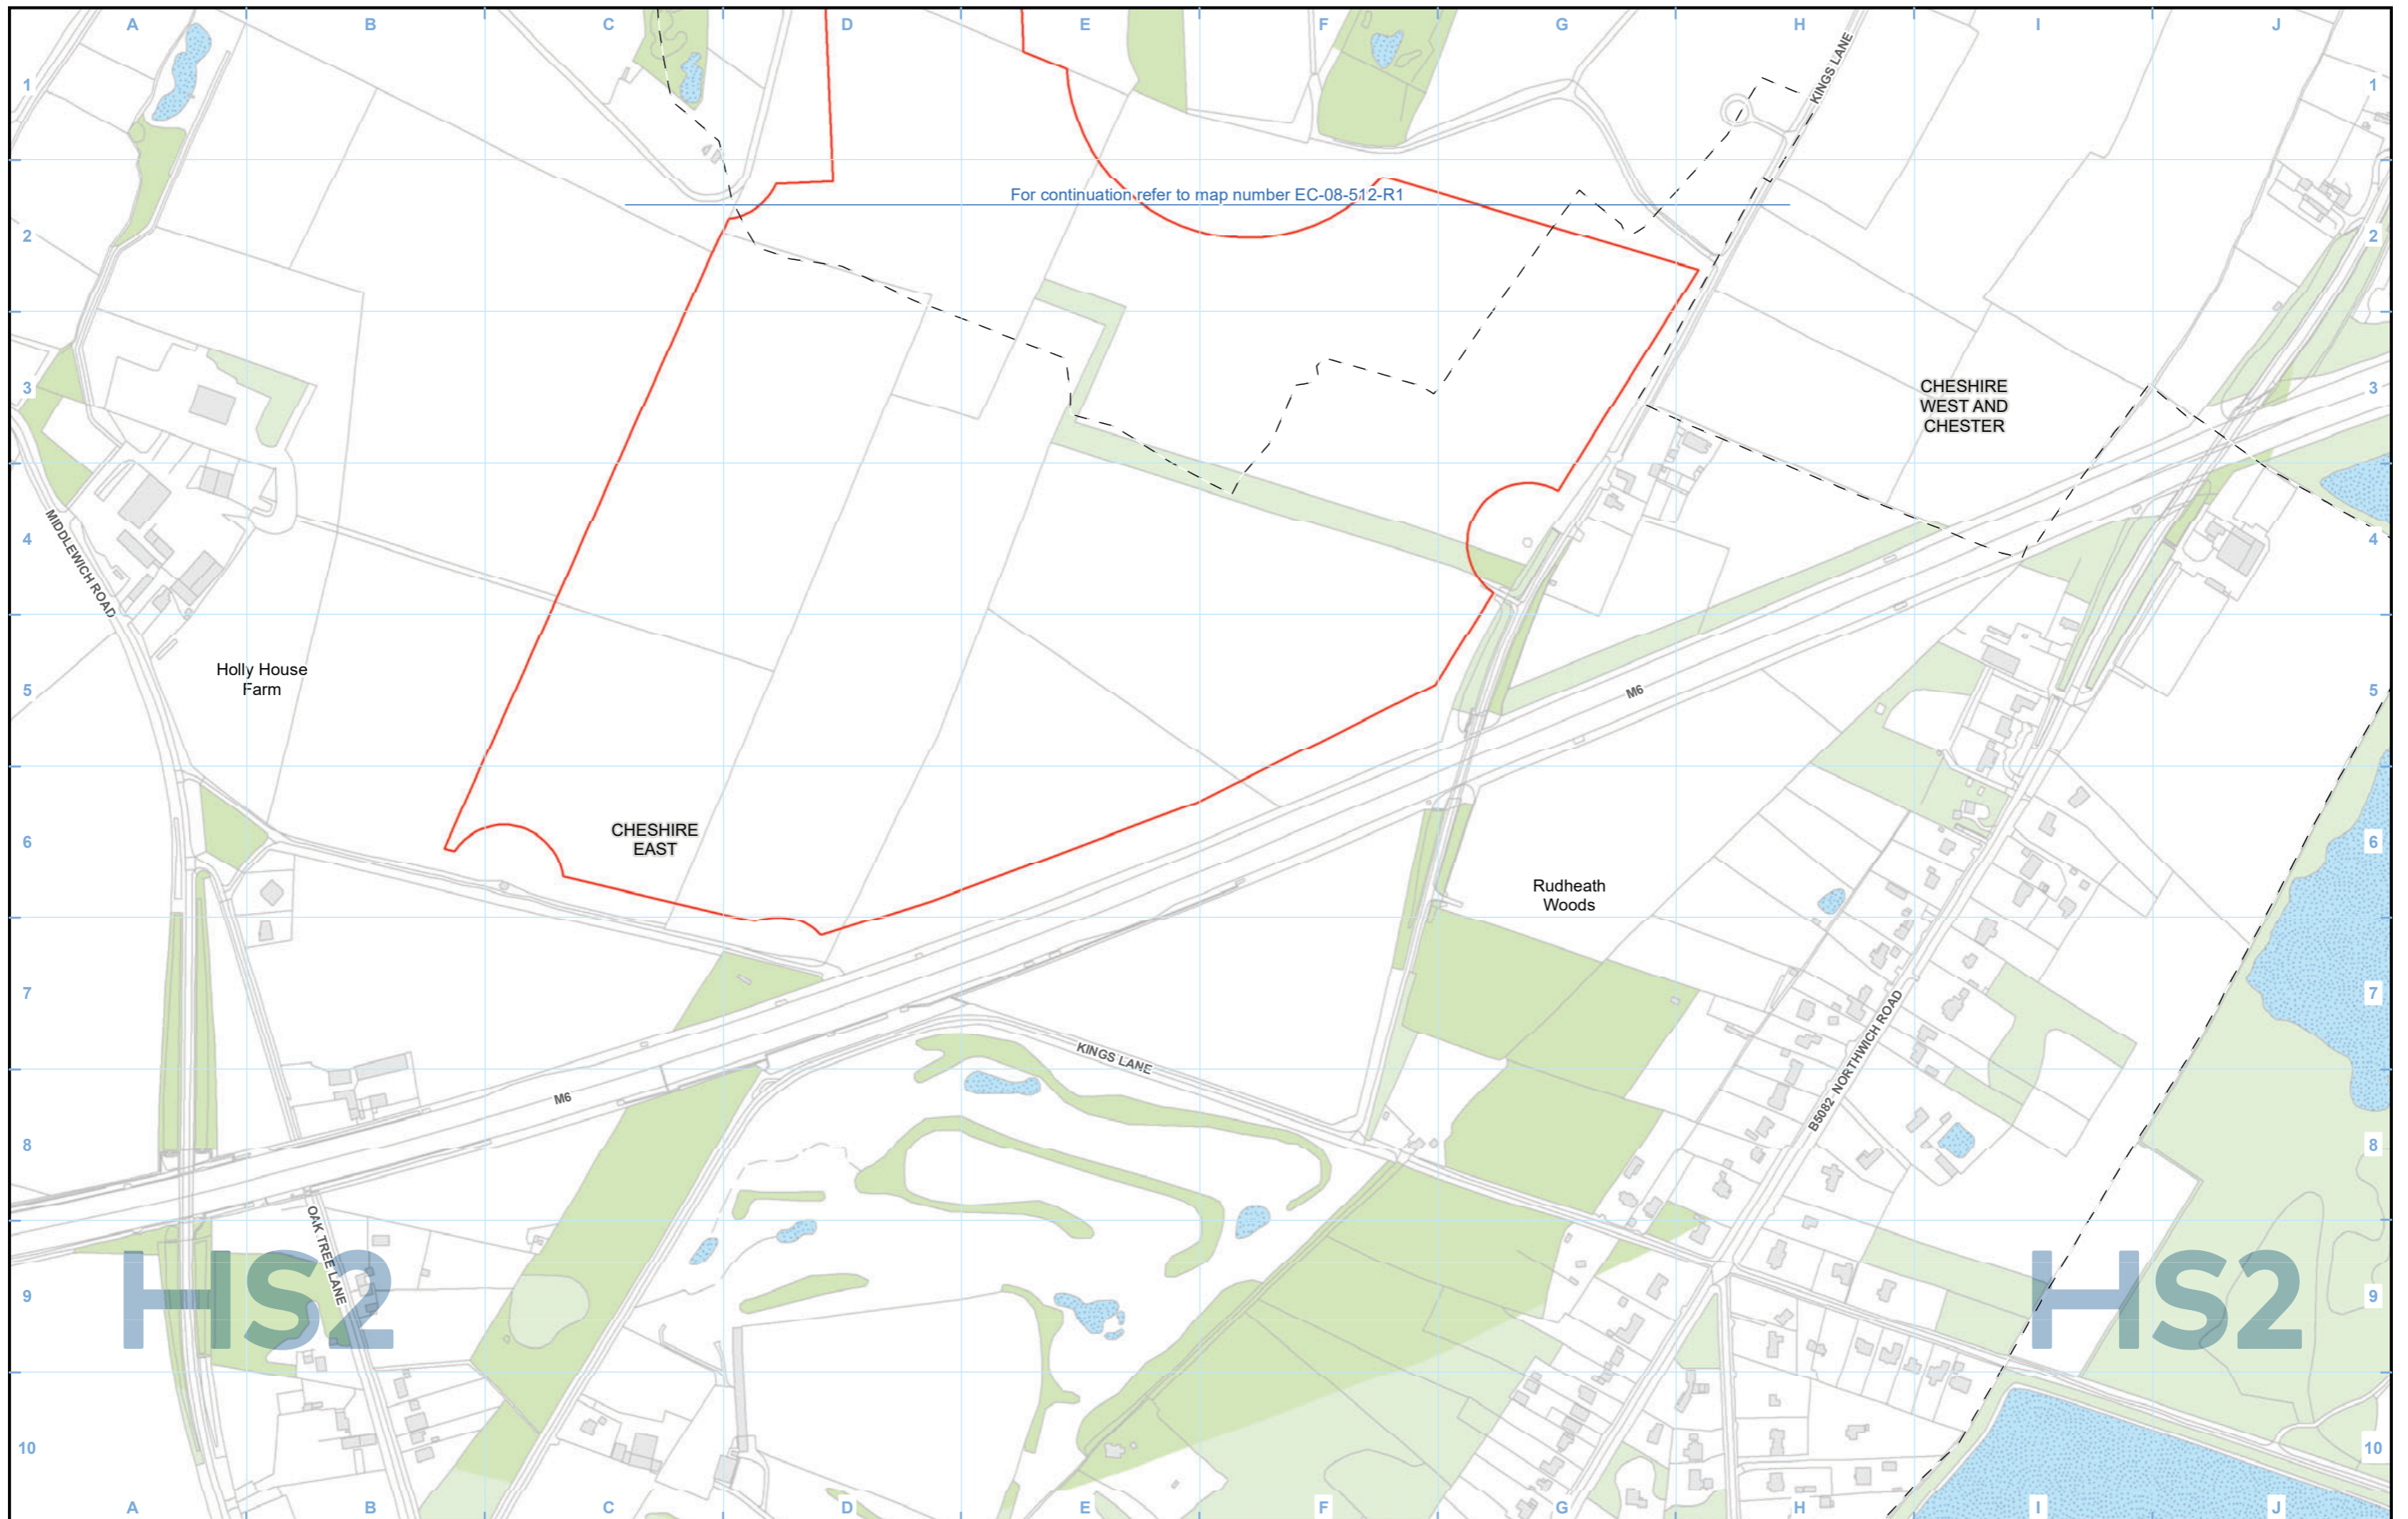 A B C D E F G H I J
1 1
KINGS LANE
For continuation refer to map number EC-08-512-R1
2 2
3 3
CHESHIRE
WEST AND
CHESTER
4 4
MIDDLEWICH ROAD
Holly House
Farm
5 5
M6
CHESHIRE
EAST
6 6
Rudheath
Woods
7 7
B5082 NORTHWICH ROAD
KINGS LANE
M6
8 8
OAK TREE LANE
HS2 HS2
9 9
10 10
A B C D E F G H I J